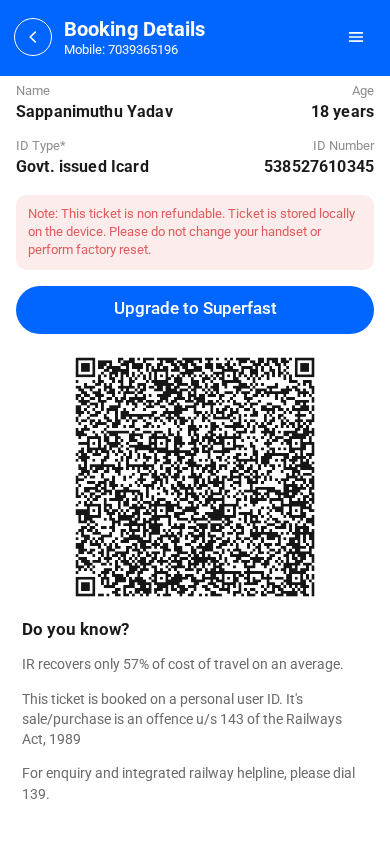 Booking Details
Mobile: 7039365196
Name
Age
Sappanimuthu Yadav
18 years
ID Type*
ID Number
Govt. issued Icard
538527610345
Note: This ticket is non refundable. Ticket is stored locally
on the device. Please do not change your handset or
perform factory reset.
Upgrade to Superfast
Do you know?
IR recovers only 57% of cost of travel on an average.
This ticket is booked on a personal user ID. It's
sale/purchase is an offence u/s 143 of the Railways
Act, 1989
For enquiry and integrated railway helpline, please dial
139.